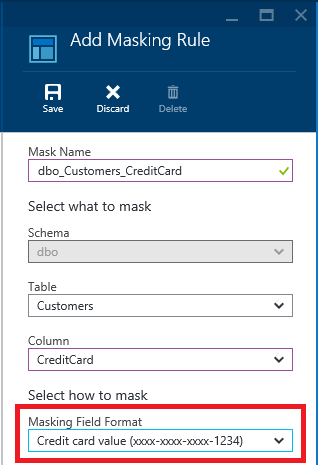 Add Masking Rule
Save Discard Delete
Mask Name
dbo_Customers_CreditCard
Select what to mask
Schema
dbo
Table
Customers
Column
CreditCard
Select how to mask
Masking Field Format
Credit card value (xxxx-xxxx-xxxx-1234)